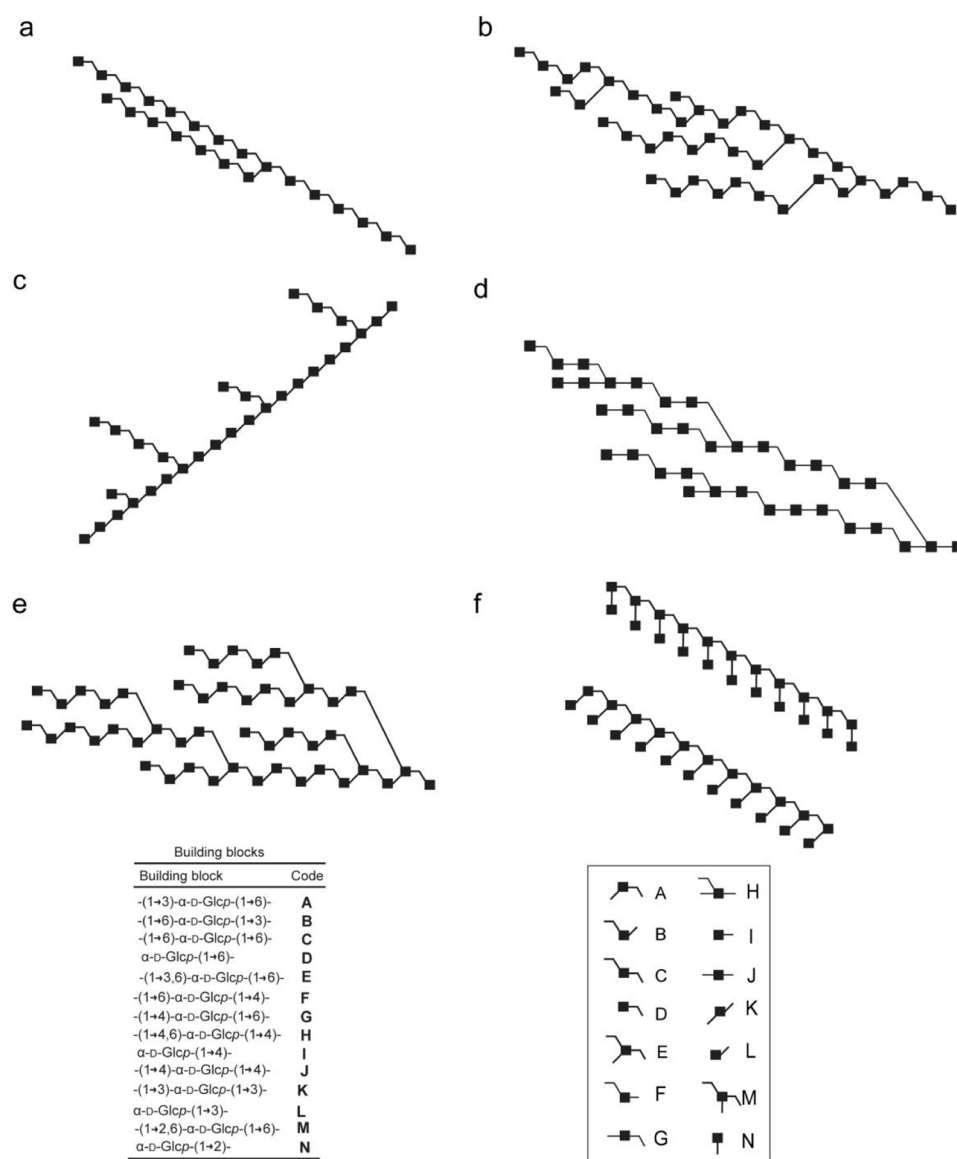 a
b
c
d
e
f
Building blocks
Building block Code
-(1→3)-α-D-Glcp-(1→6)- A
-(1→6)-α-D-Glcp-(1→3)- B
-(1→6)-α-D-Glcp-(1→6)- C
α-D-Glcp-(1→6)- D
-(1→3,6)-α-D-Glcp-(1→6)- E
-(1→6)-α-D-Glcp-(1→4)- F
-(1→4)-α-D-Glcp-(1→6)- G
-(1→4,6)-α-D-Glcp-(1→4)- H
α-D-Glcp-(1→4)- I
-(1→4)-α-D-Glcp-(1→4)- J
-(1→3)-α-D-Glcp-(1→3)- K
α-D-Glcp-(1→3)- L
-(1→2,6)-α-D-Glcp-(1→6)- M
α-D-Glcp-(1→2)- N
A H
B I
C J
D K
E L
F M
G N